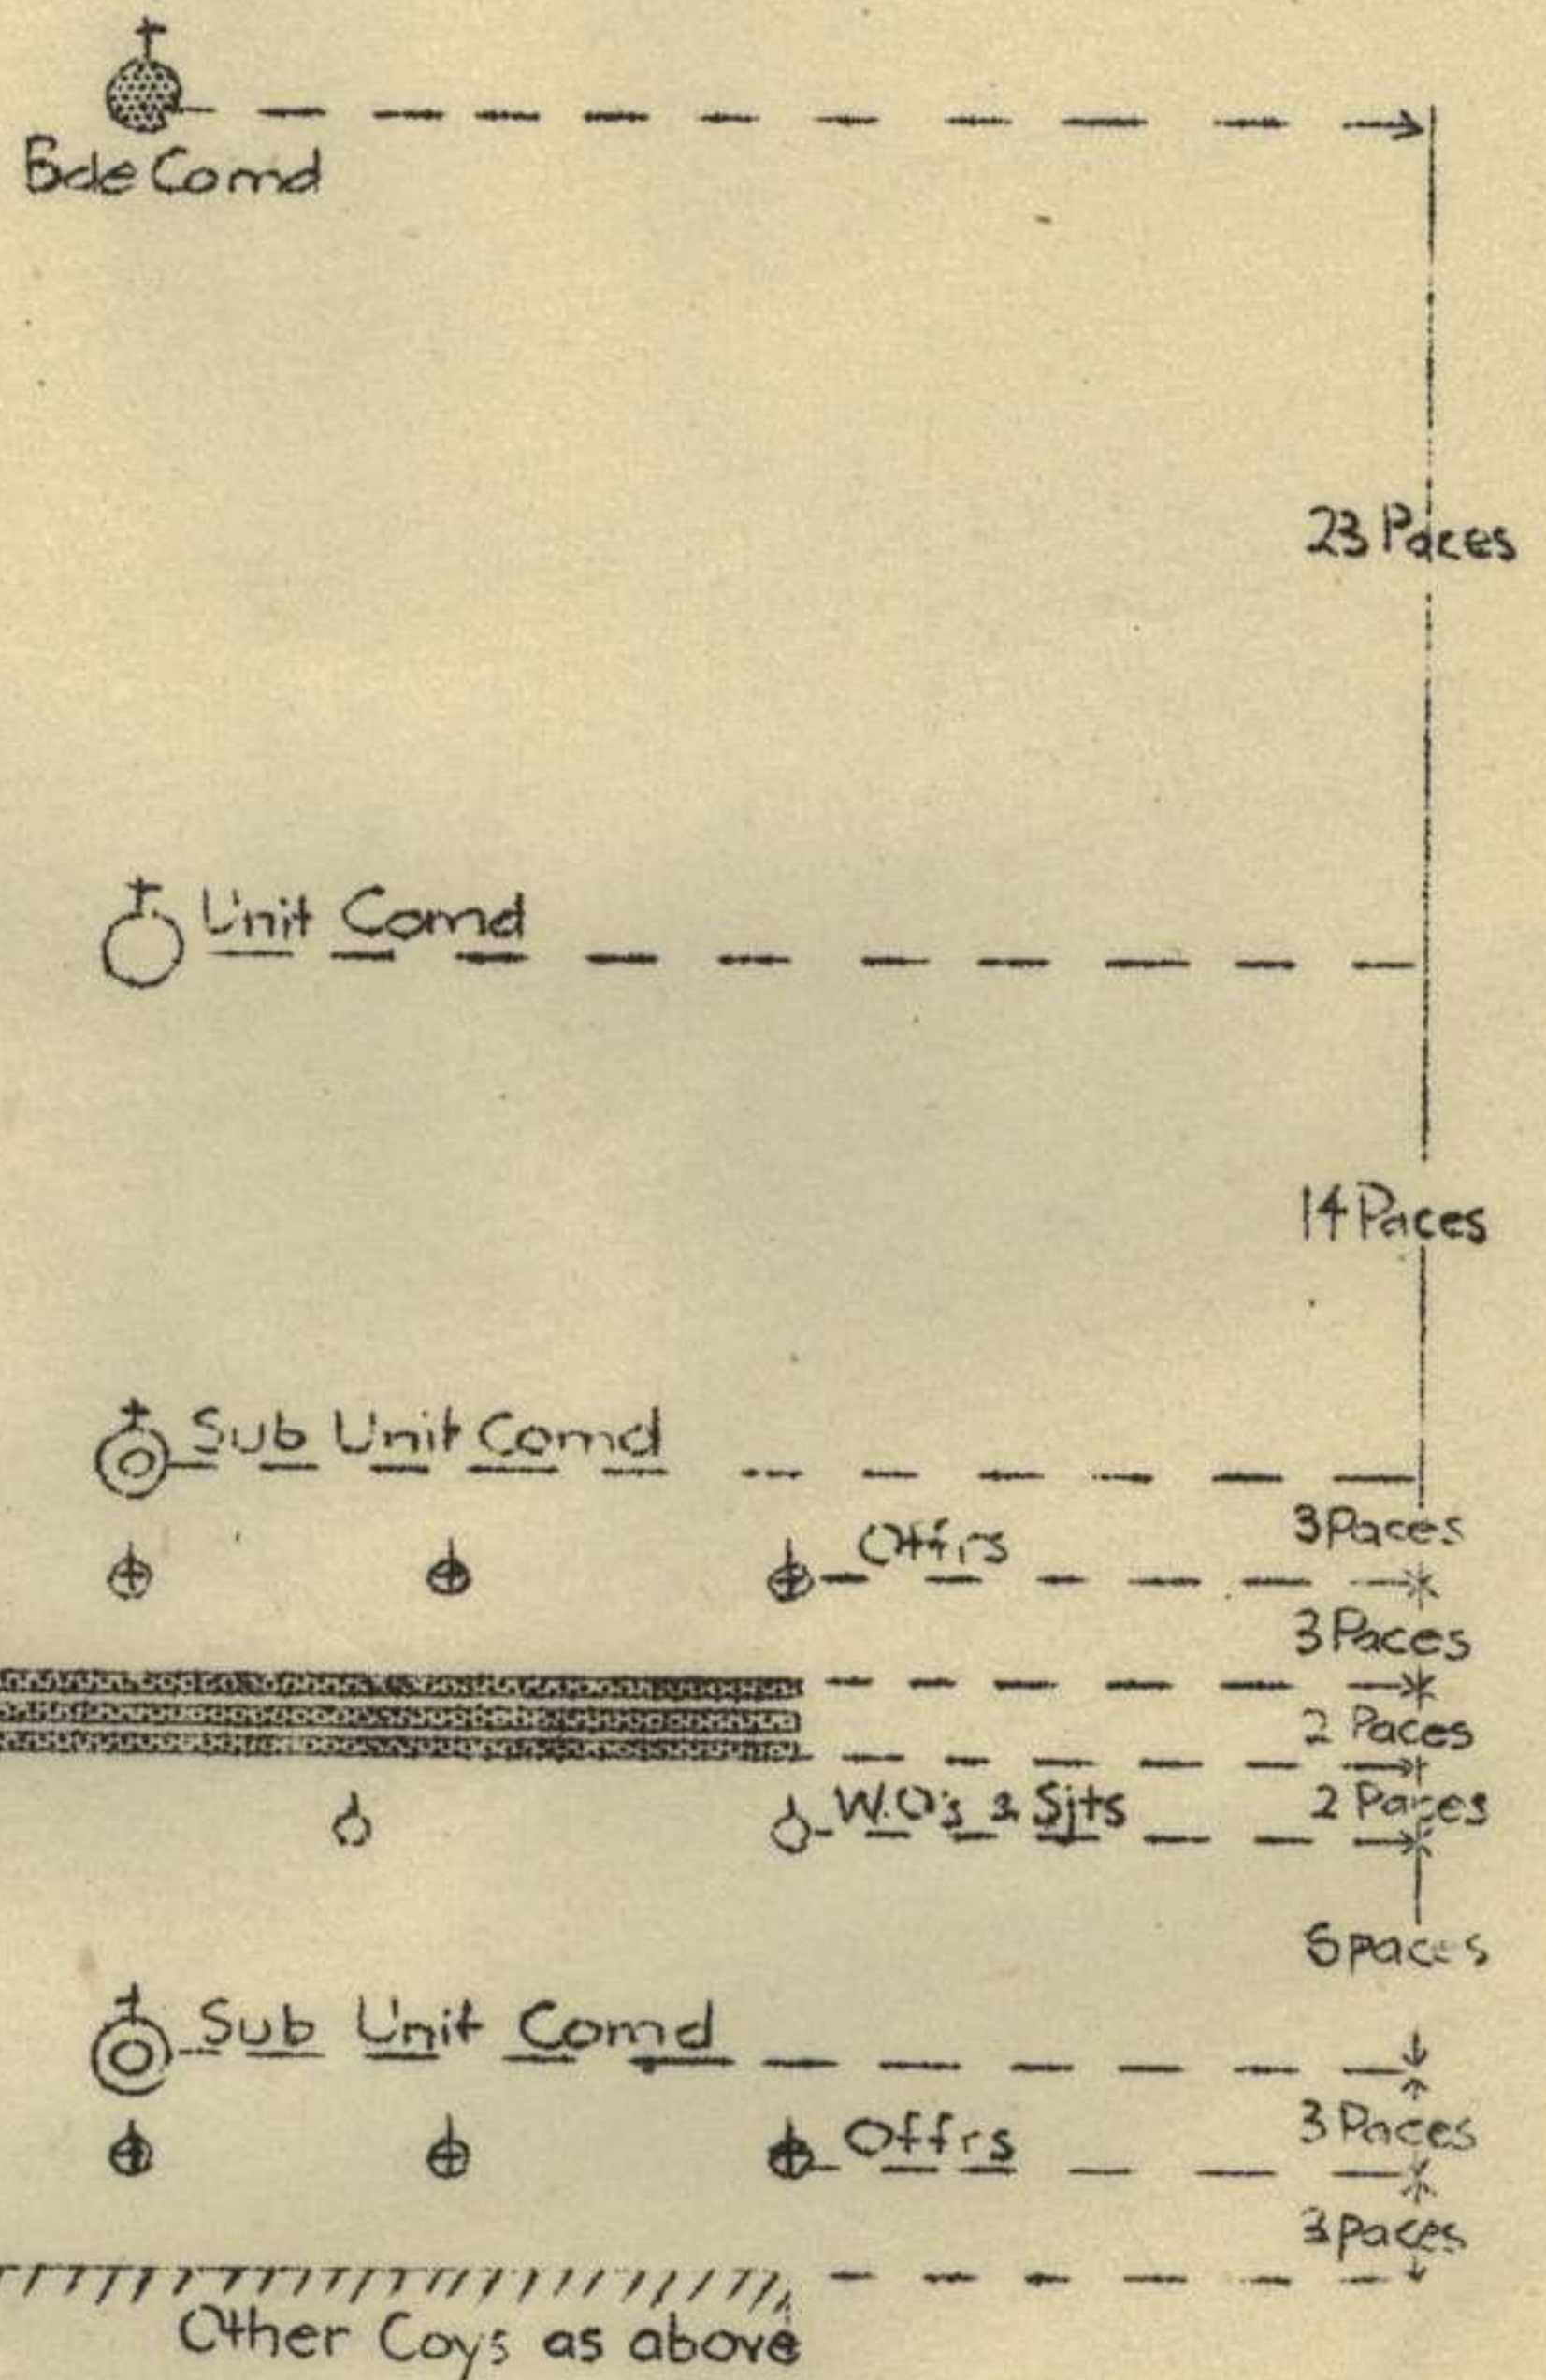 Bde Comd
23 Paces
Unit Comd
14 Paces
Sub Unit Comd
3 Paces
Offrs
3 Paces
2 Paces
W.O's & Sjts
2 Paces
paces
Sub Unit Comd
3 Paces
Offrs
3 paces
Other Coys as above